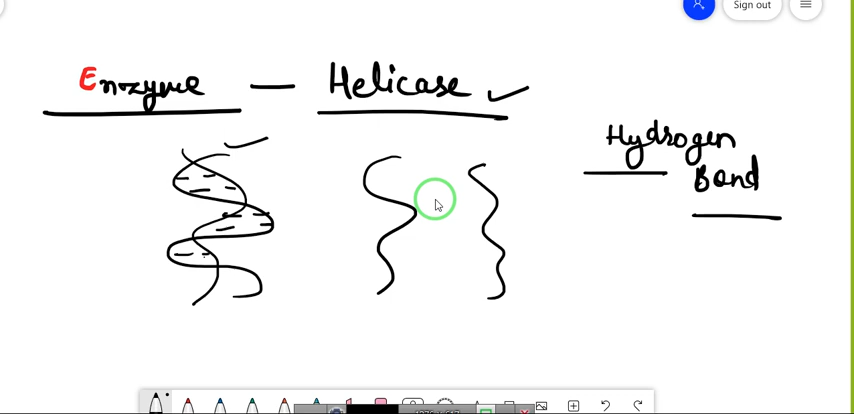 Sign out
Enzyme — Helicase ✓
Hydrogen
Bond